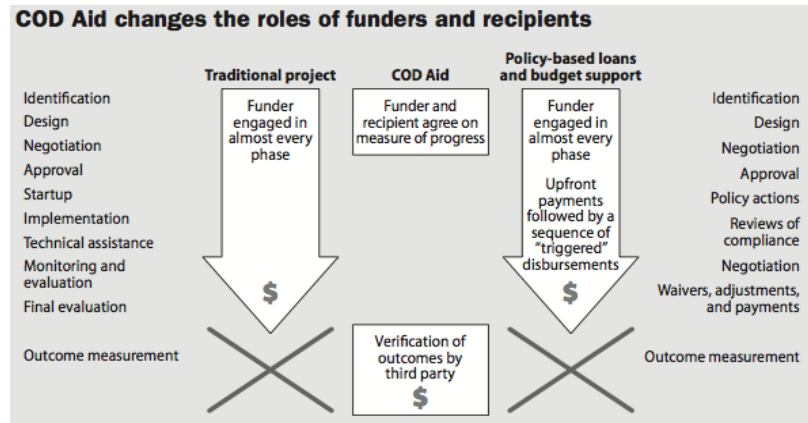 COD Aid changes the roles of funders and recipients
Traditional project
COD Aid
Policy-based loans
and budget support
Identification
Design
Negotiation
Approval
Startup
Implementation
Technical assistance
Monitoring and
evaluation
Final evaluation
Outcome measurement
Funder
engaged in
almost every
phase
$
Funder and
recipient agree on
measure of progress
Verification of
outcomes by
third party
$
Funder
engaged in
almost every
phase
Upfront
payments
followed by a
sequence of
“triggered”
disbursements
$
Identification
Design
Negotiation
Approval
Policy actions
Reviews of
compliance
Negotiation
Waivers, adjustments,
and payments
Outcome measurement